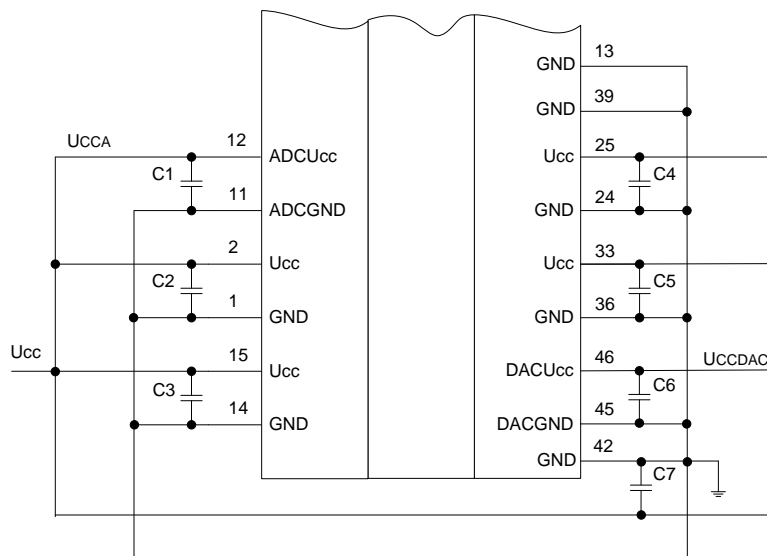 GND 13
GND 39
UCCA 12 ADCUcc
Ucc 25
C1
C4
11 ADCGND
GND 24
2 Ucc
Ucc 33
C2
C5
1 GND
GND 36
Ucc 15 Ucc
DACUcc 46 UCCDAC
C3
C6
14 GND
DACGND 45
GND 42
C7